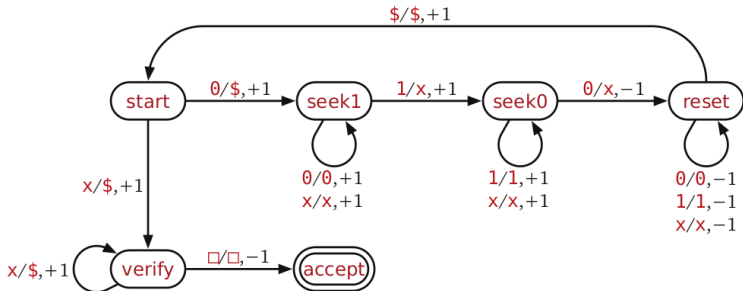 $/$,+1
start
0/$,+1
seek1
1/x,+1
seek0
0/x,−1
reset
0/0,+1
x/x,+1
1/1,+1
x/x,+1
0/0,−1
1/1,−1
x/x,−1
x/$,+1
x/$,+1
verify
□/□,−1
accept